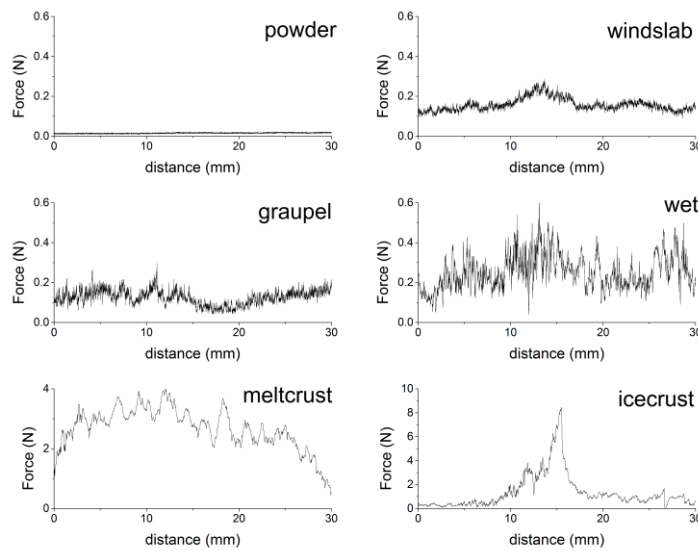 powder
Force (N)
0.6
0.4
0.2
0.0
0
10
20
30
distance (mm)
windslab
Force (N)
0.6
0.4
0.2
0.0
0
10
20
30
distance (mm)
graupel
Force (N)
0.6
0.4
0.2
0.0
0
10
20
30
distance (mm)
wet
Force (N)
0.6
0.4
0.2
0.0
0
10
20
30
distance (mm)
meltcrust
Force (N)
4
2
0
0
10
20
30
distance (mm)
icecrust
Force (N)
10
8
6
4
2
0
0
10
20
30
distance (mm)